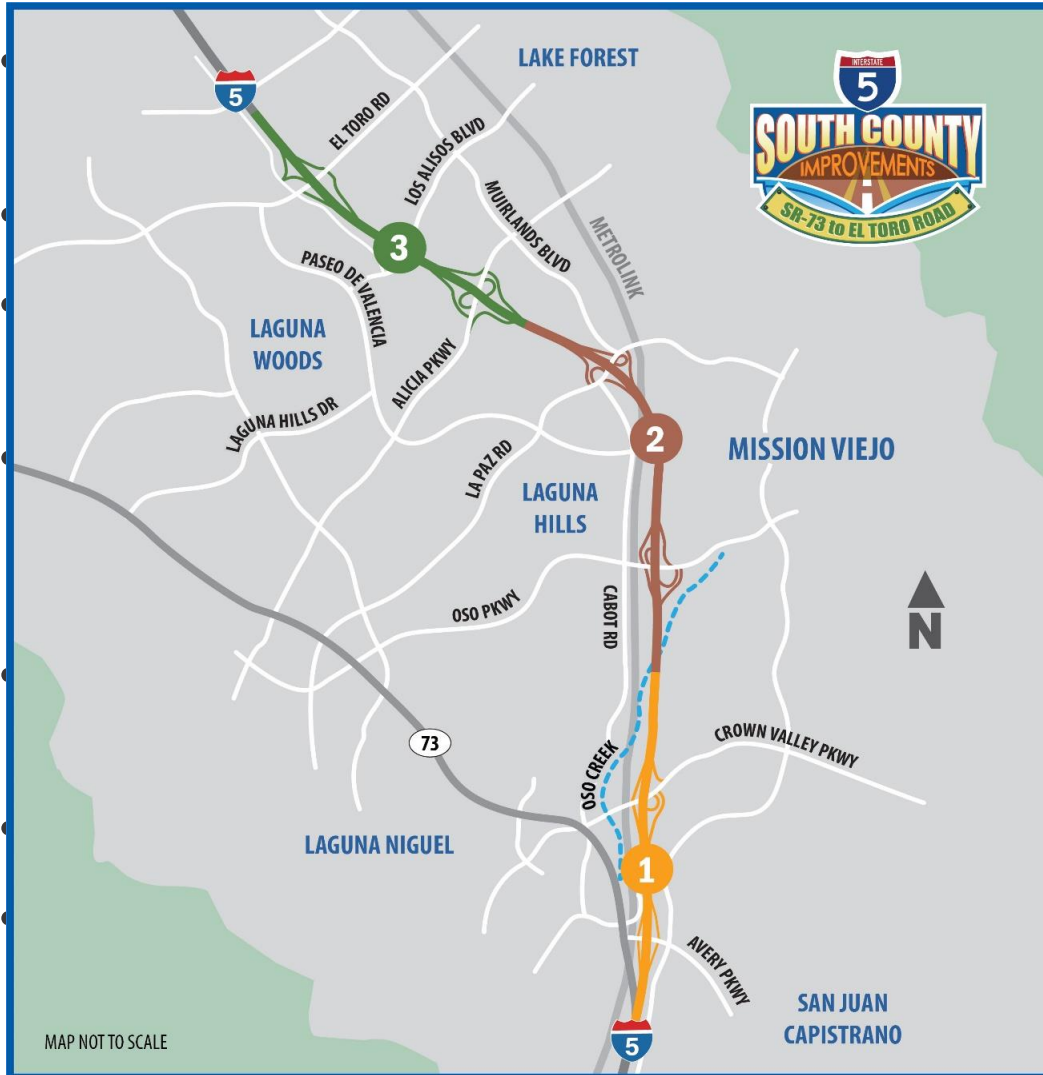 LAKE FOREST
INTERSTATE
5
SOUTH COUNTY
IMPROVEMENTS
SR-73 to EL TORO ROAD
5
EL TORO RD
LOS ALISOS BLVD
MUIRLANDS BLVD
METROLINK
3
PASEO DE VALENCIA
LAGUNA
WOODS
ALICIA PKWY
LAGUNA HILLS DR
2
MISSION VIEJO
LA PAZ RD
LAGUNA
HILLS
OSO PKWY
CABOT RD
N
73
CROWN VALLEY PKWY
OSO CREEK
LAGUNA NIGUEL
1
AVERY PKWY
SAN JUAN
CAPISTRANO
5
MAP NOT TO SCALE